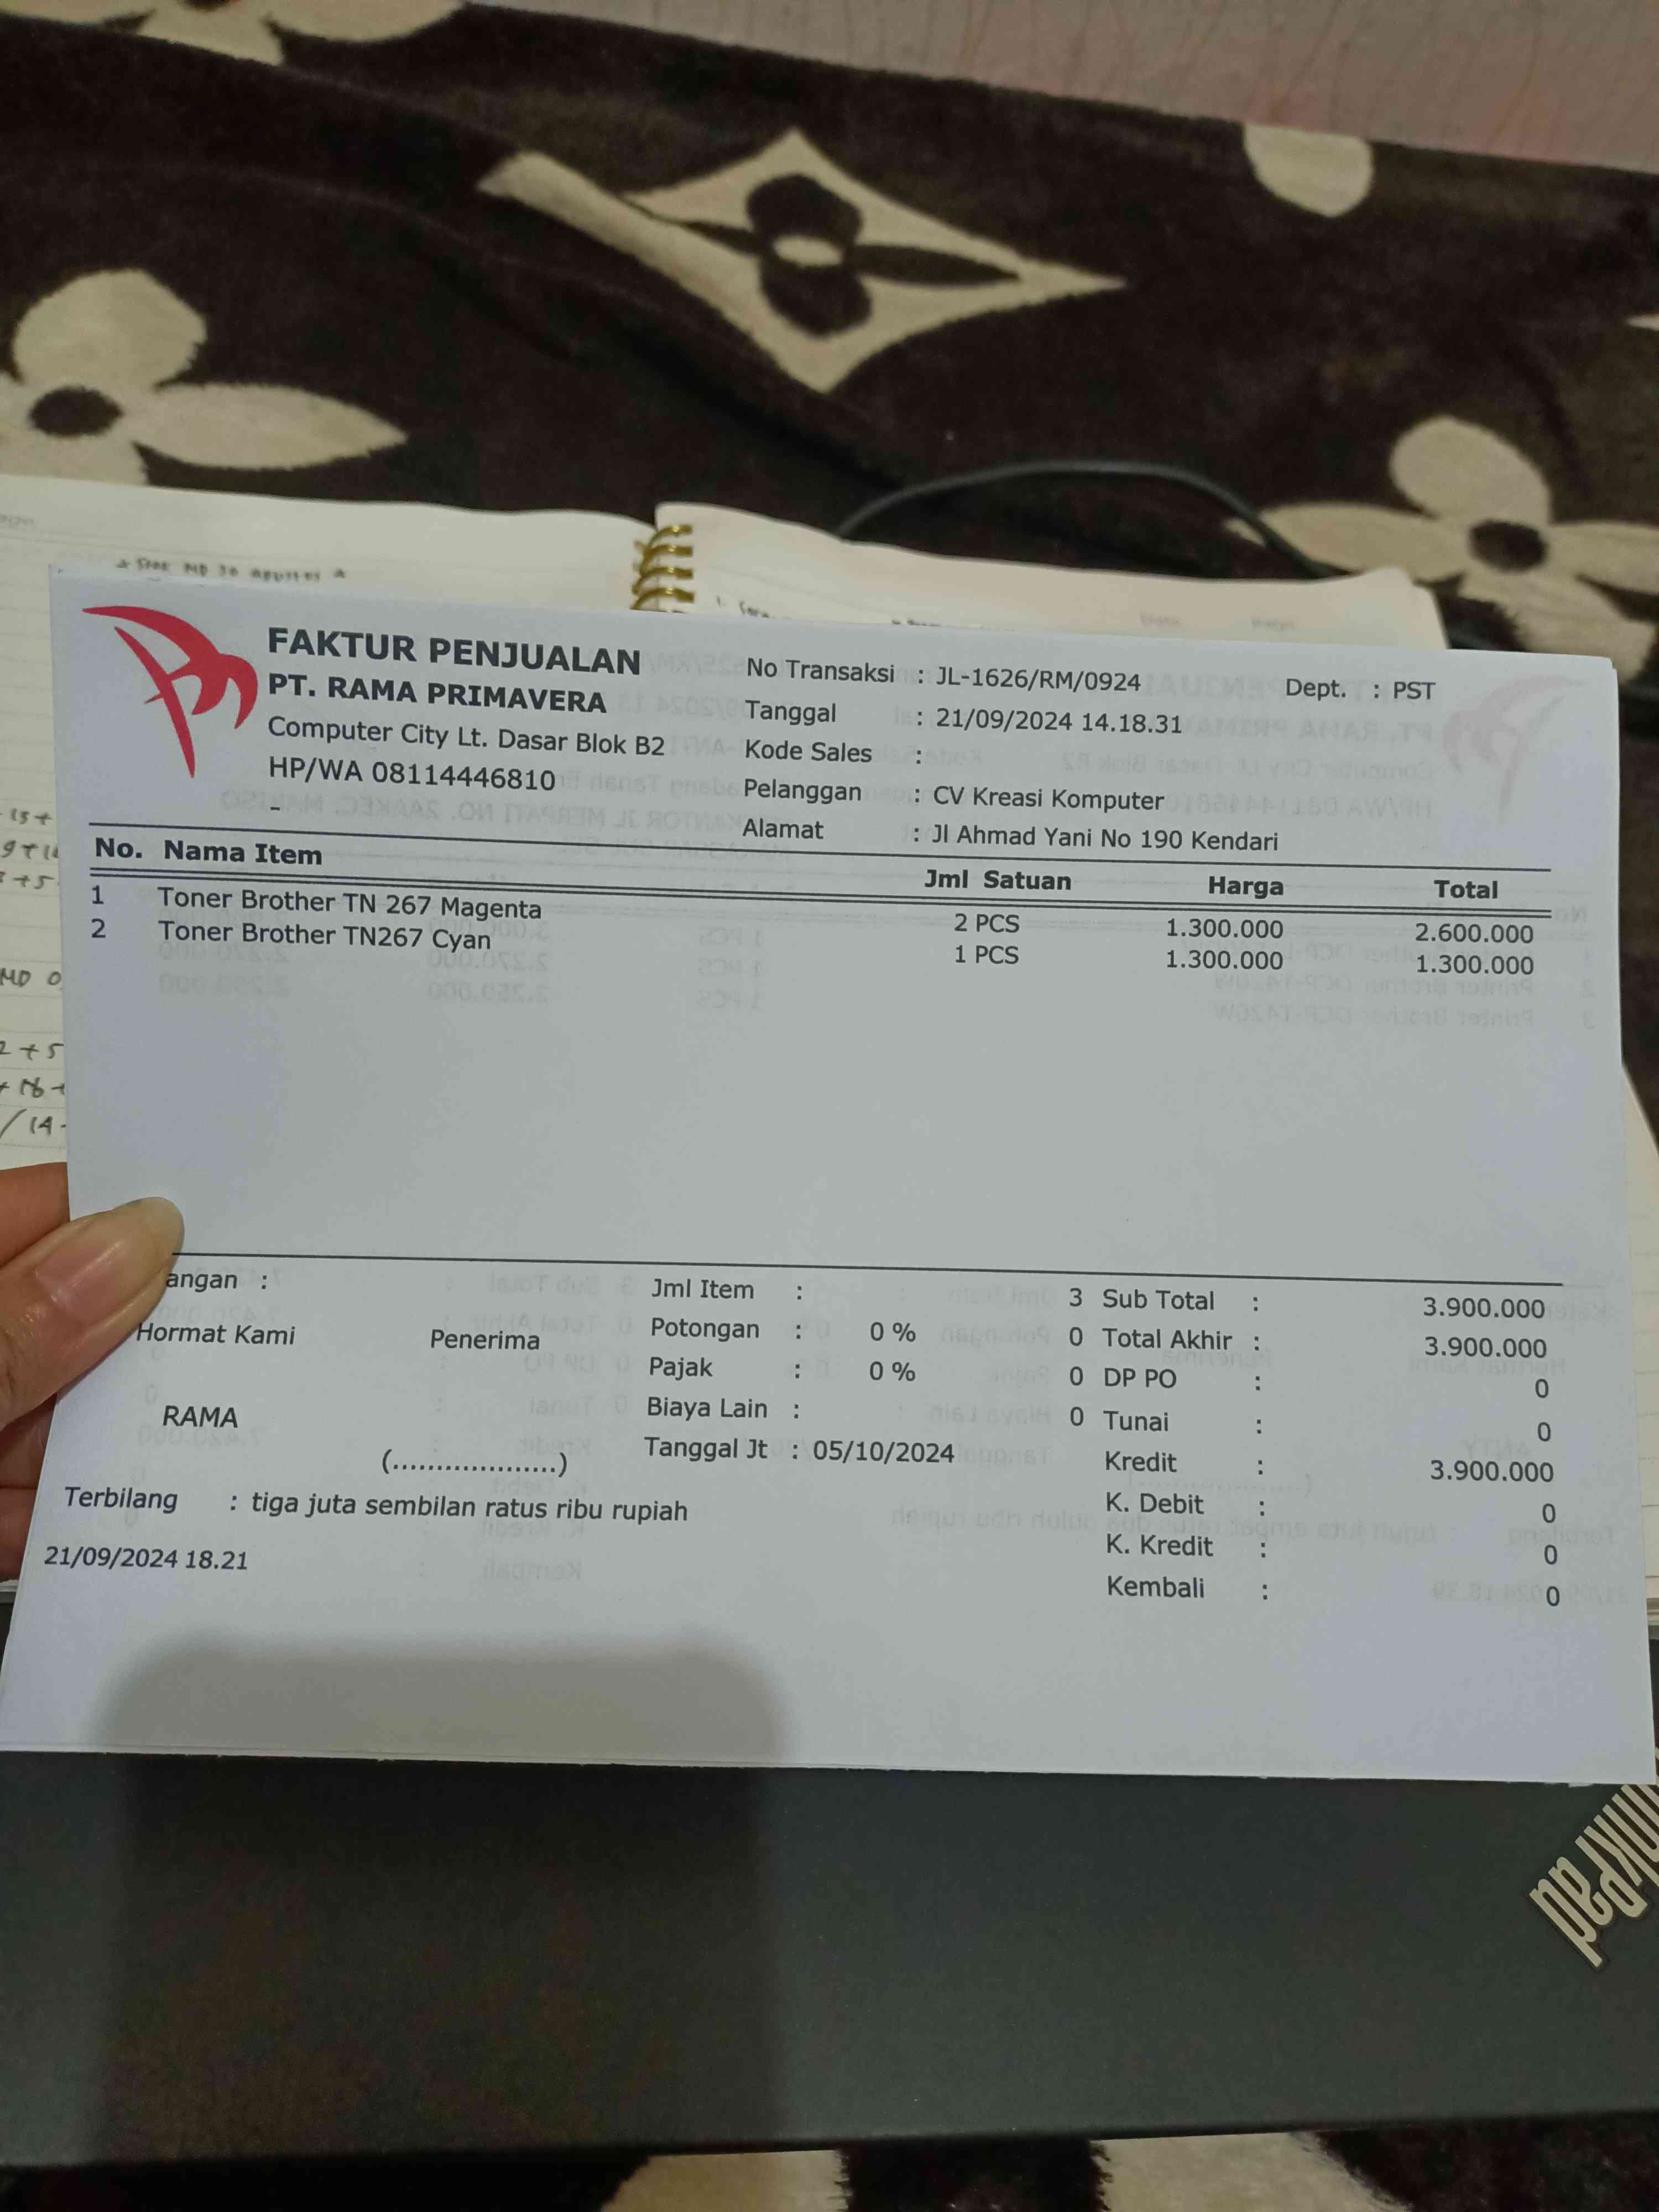 FAKTUR PENJUALAN
PT. RAMA PRIMAVERA
Computer City Lt. Dasar Blok B2
HP/WA 08114446810
-
No Transaksi : JL-1626/RM/0924
Dept. : PST
Tanggal : 21/09/2024 14.18.31
Kode Sales :
Pelanggan : CV Kreasi Komputer
Alamat : Jl Ahmad Yani No 190 Kendari
No. Nama Item Jml Satuan Harga Total
1 Toner Brother TN 267 Magenta 2 PCS 1.300.000 2.600.000
2 Toner Brother TN267 Cyan 1 PCS 1.300.000 1.300.000
angan :
Hormat Kami
Penerima
RAMA
(...................)
Jml Item : 3
Potongan : 0 % 0
Pajak : 0 % 0
Biaya Lain : 0
Tanggal Jt : 05/10/2024
Sub Total : 3.900.000
Total Akhir : 3.900.000
DP PO : 0
Tunai : 0
Kredit : 3.900.000
K. Debit : 0
K. Kredit : 0
Kembali : 0
Terbilang : tiga juta sembilan ratus ribu rupiah
21/09/2024 18.21